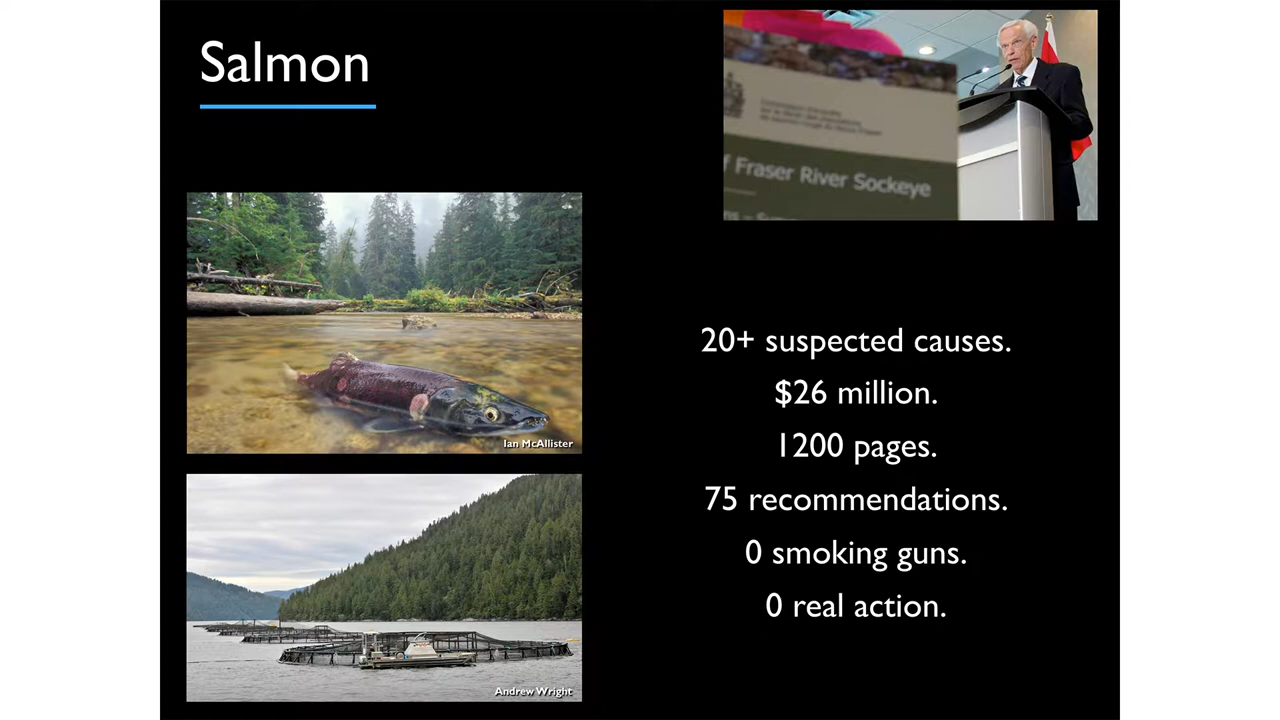 Salmon
f Fraser River Sockeye
Ian McAllister
Andrew Wright
20+ suspected causes.
$26 million.
1200 pages.
75 recommendations.
0 smoking guns.
0 real action.